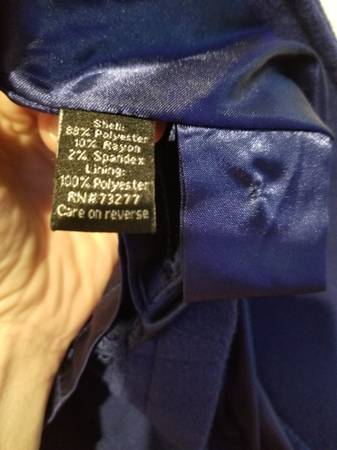 Shell:
88% Polyester
10% Rayon
2% Spandex
Lining:
100% Polyester
RN#73277
Care on reverse